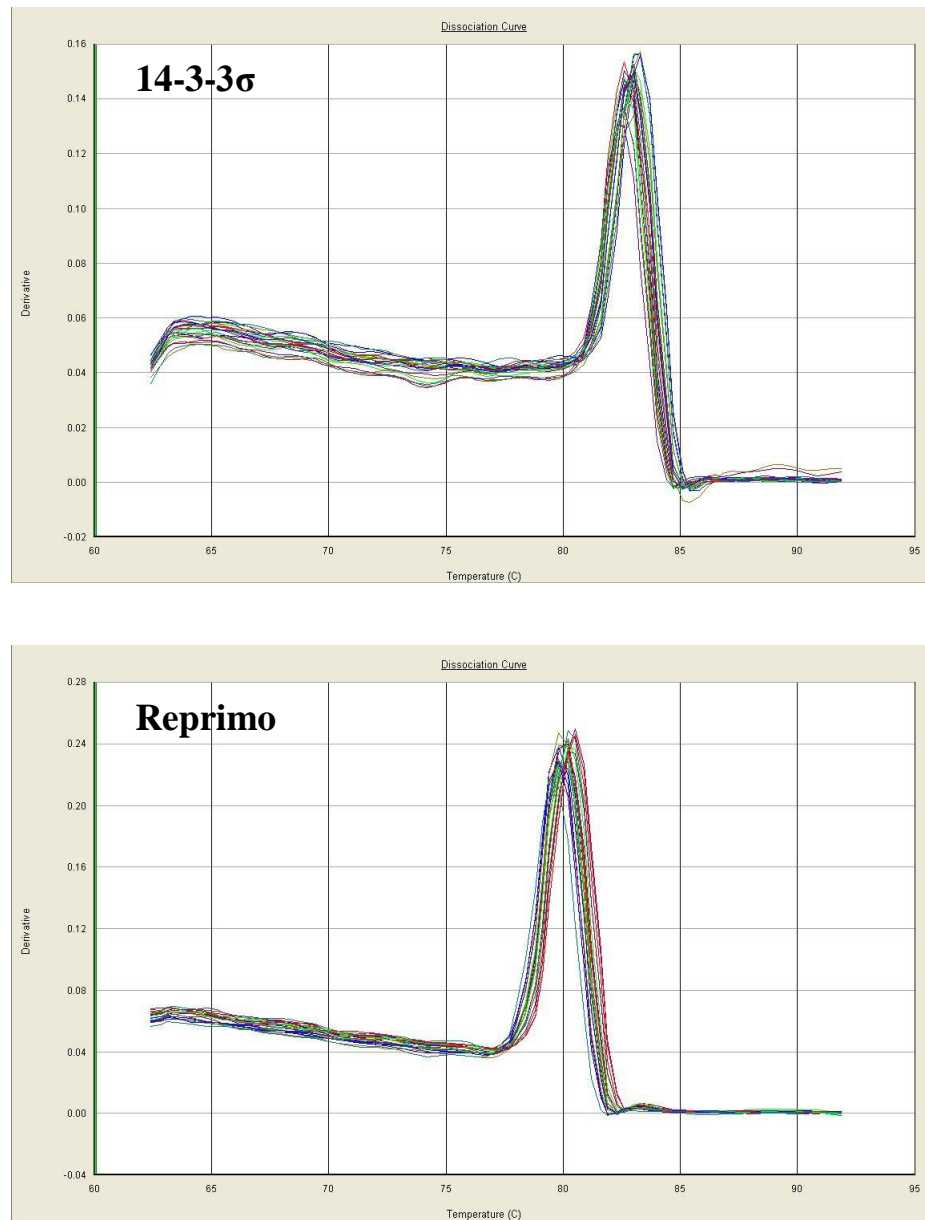 Dissociation Curve
14-3-3σ
0.16
0.14
0.12
0.10
0.08
0.06
0.04
0.02
0.00
-0.02
Derivative
60 65 70 75 80 85 90 95
Temperature (C)
Dissociation Curve
Reprimo
0.28
0.24
0.20
0.16
0.12
0.08
0.04
0.00
-0.04
Derivative
60 65 70 75 80 85 90 95
Temperature (C)